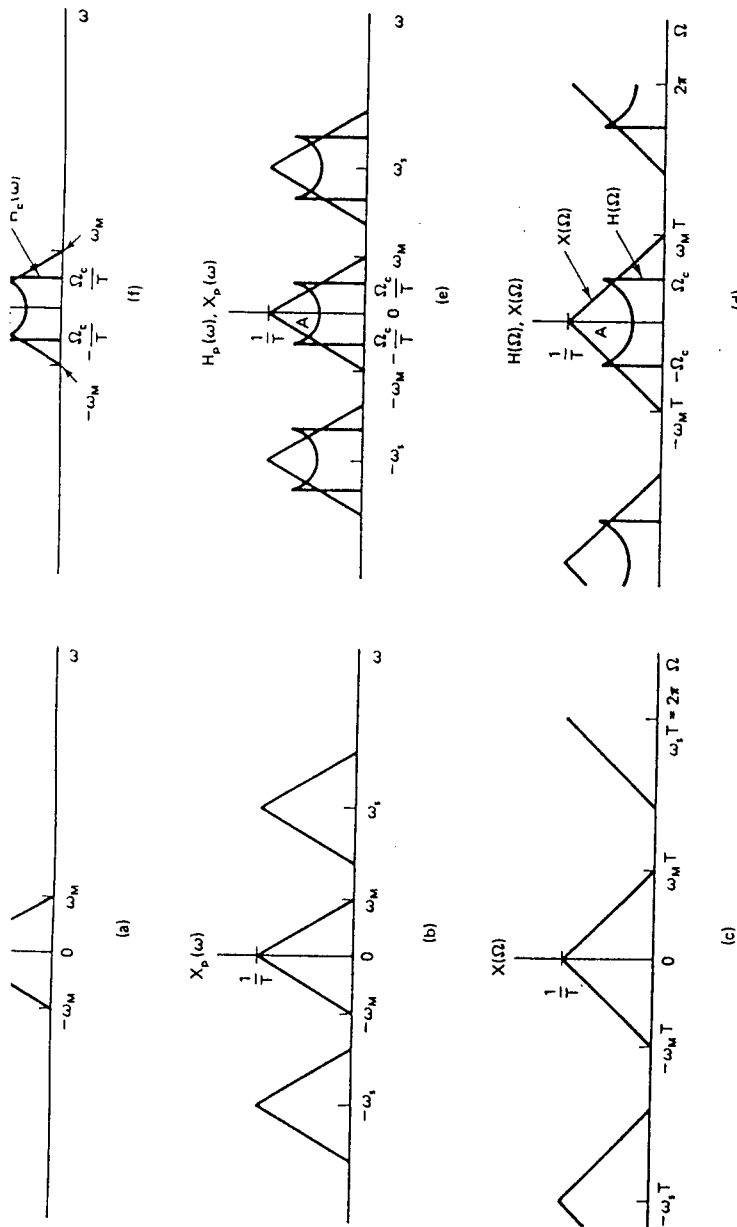 −ω_M 0 ω_M ω
(a)
X_p(ω)
1/T
−ω_s −ω_M 0 ω_M ω_s ω
(b)
X(Ω)
1/T
−ω_s T −ω_M T 0 ω_M T ω_s T = 2π Ω
(c)
ω
−ω_M −Ω_c/T Ω_c/T ω_M
(f)
H_p(ω), X_p(ω)
1/T
A
−ω_s −ω_M −Ω_c/T 0 Ω_c/T ω_M ω_s ω
(e)
H(Ω), X(Ω)
1/T
A
X(Ω)
H(Ω)
−ω_M T −Ω_c Ω_c ω_M T 2π Ω